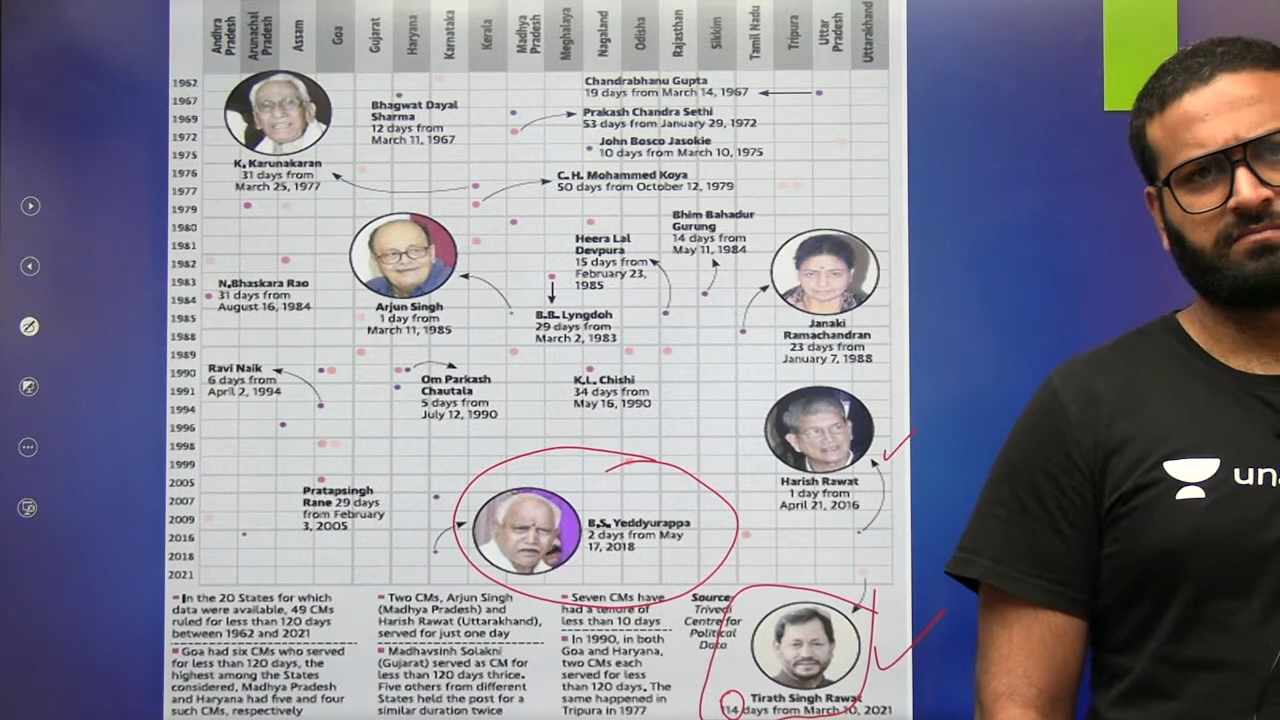 Andhra
Pradesh
Arunachal
Pradesh
Assam
Goa
Gujarat
Haryana
Karnataka
Kerala
Madhya
Pradesh
Meghalaya
Nagaland
Odisha
Rajasthan
Sikkim
Tamil Nadu
Tripura
Uttar
Pradesh
Uttarakhand
1962
1967
1969
1972
1975
1976
1977
1979
1980
1981
1982
1983
1984
1985
1988
1989
1990
1991
1994
1996
1998
1999
2005
2007
2009
2016
2018
2021
Chandrabhanu Gupta
19 days from March 14, 1967
Bhagwat Dayal
Sharma
12 days from
March 11, 1967
Prakash Chandra Sethi
53 days from January 29, 1972
John Bosco Jasokie
10 days from March 10, 1975
K. Karunakaran
31 days from
March 25, 1977
C. H. Mohammed Koya
50 days from October 12, 1979
Bhim Bahadur
Gurung
14 days from
May 11, 1984
Heera Lal
Devpura
15 days from
February 23,
1985
N.Bhaskara Rao
31 days from
August 16, 1984
Arjun Singh
1 day from
March 11, 1985
B.B. Lyngdoh
29 days from
March 2, 1983
Janaki
Ramachandran
23 days from
January 7, 1988
Ravi Naik
6 days from
April 2, 1994
Om Parkash
Chautala
5 days from
July 12, 1990
K.L. Chishi
34 days from
May 16, 1990
Harish Rawat
1 day from
April 21, 2016
Pratapsingh
Rane 29 days
from February
3, 2005
B.S. Yeddyurappa
2 days from May
17, 2018
In the 20 States for which
data were available, 49 CMs
ruled for less than 120 days
between 1962 and 2021
Goa had six CMs who served
for less than 120 days, the
highest among the States
considered, Madhya Pradesh
and Haryana had five and four
such CMs, respectively
Two CMs, Arjun Singh
(Madhya Pradesh) and
Harish Rawat (Uttarakhand),
served for just one day
Madhavsinh Solakni
(Gujarat) served as CM for
less than 120 days thrice.
Five others from different
States held the post for a
similar duration twice
Seven CMs have
had a tenure of
less than 10 days
In 1990, in both
Goa and Haryana,
two CMs each
served for less
than 120 days. The
same happened in
Tripura in 1977
Source:
Trivedi
Centre for
Political
Data
Tirath Singh Rawat
114 days from March 10, 2021
una